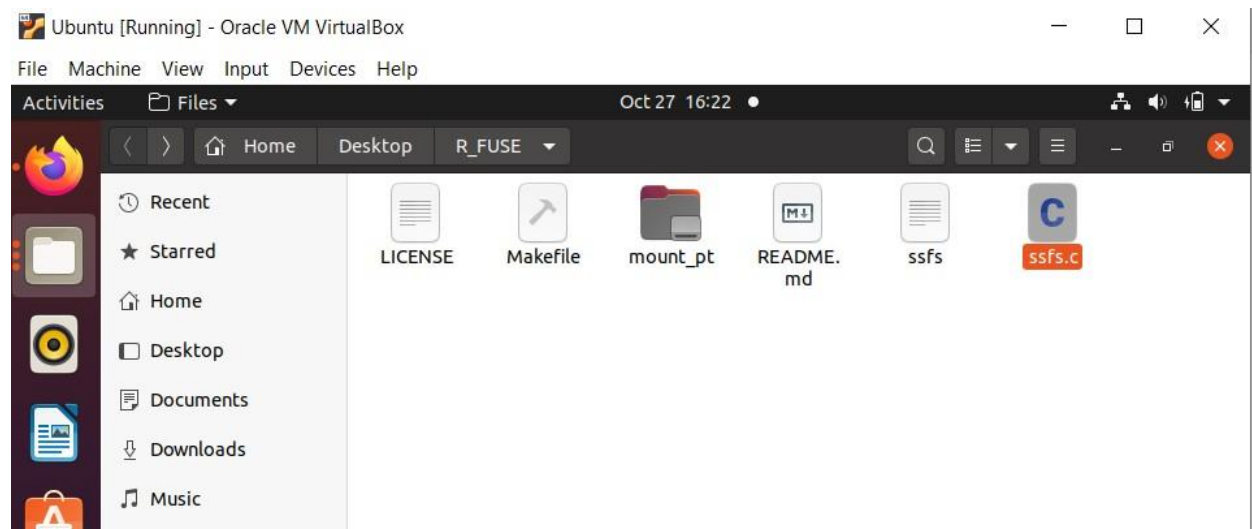 Ubuntu [Running] - Oracle VM VirtualBox
File Machine View Input Devices Help
Activities Files Oct 27 16:22
Home Desktop R_FUSE
Recent
Starred
Home
Desktop
Documents
Downloads
Music
M
C
LICENSE Makefile mount_pt README.md ssfs ssfs.c